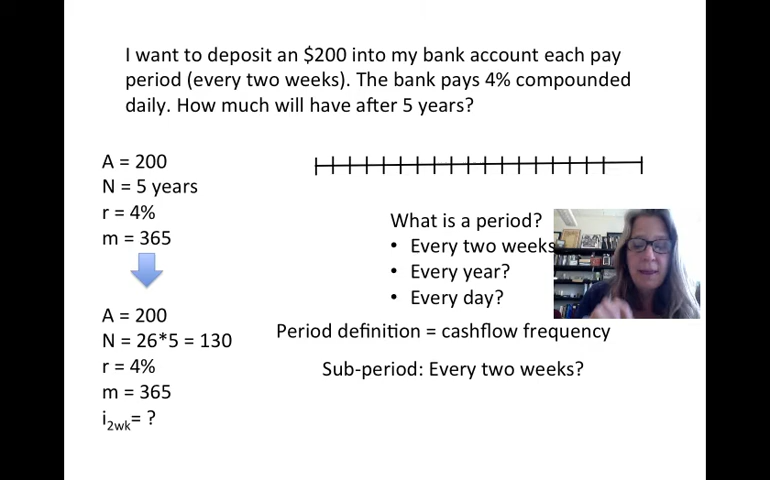 I want to deposit an $200 into my bank account each pay
period (every two weeks). The bank pays 4% compounded
daily. How much will have after 5 years?
A = 200
N = 5 years
r = 4%
m = 365
What is a period?
• Every two weeks
• Every year?
• Every day?
A = 200
N = 26*5 = 130
r = 4%
m = 365
i2wk= ?
Period definition = cashflow frequency
Sub-period: Every two weeks?